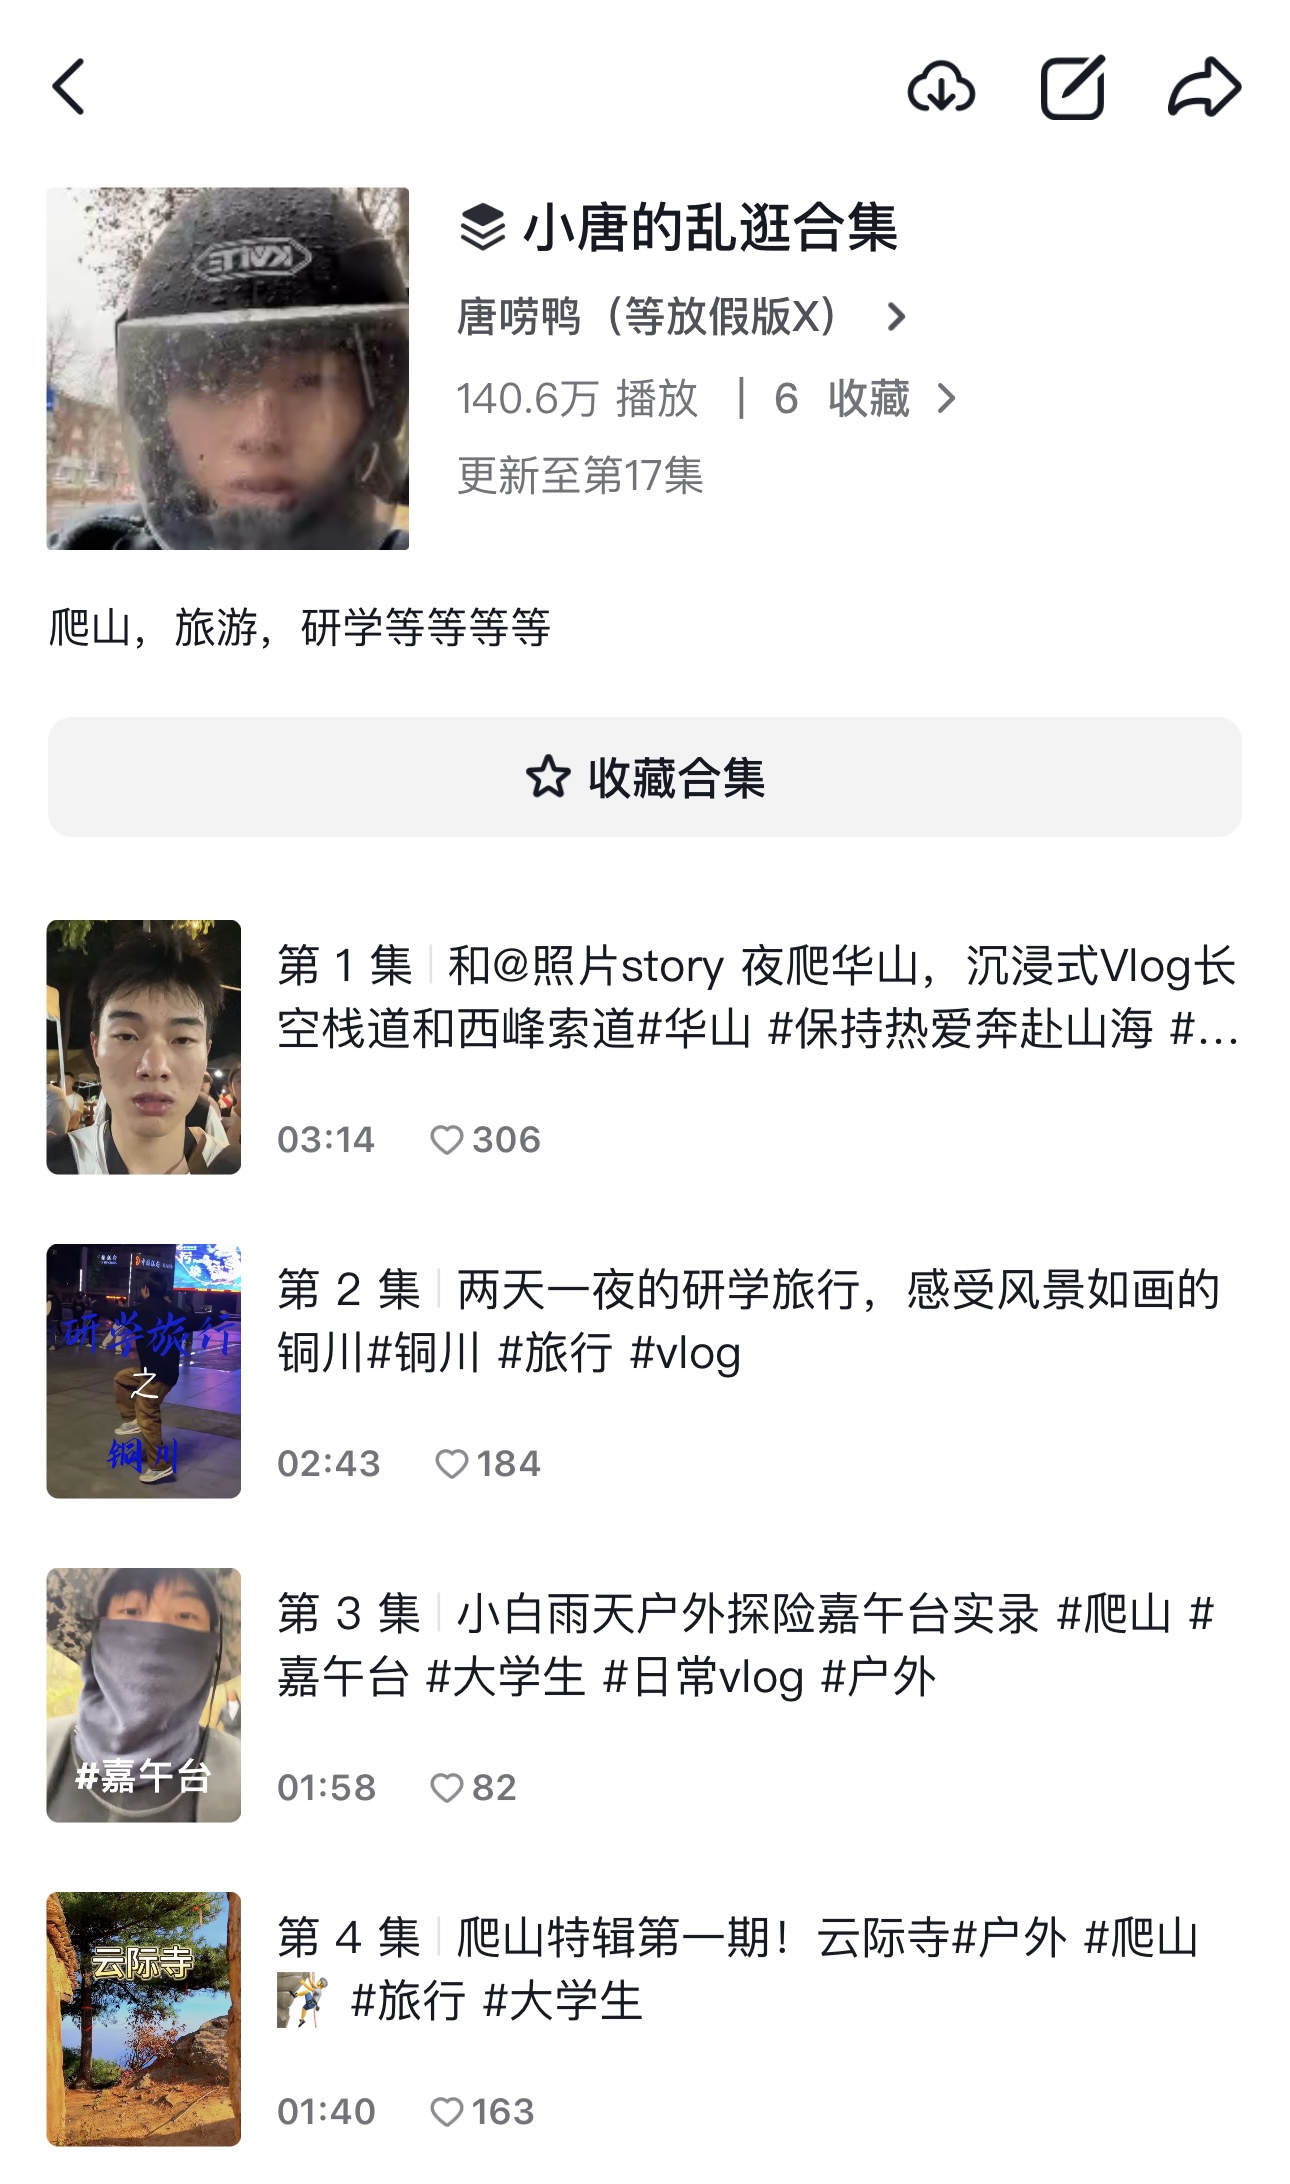 小唐的乱逛合集
唐唠鸭（等放假版X）
140.6万 播放 | 6 收藏
更新至第17集
爬山，旅游，研学等等等等
收藏合集
第 1 集 | 和@照片story 夜爬华山，沉浸式Vlog长
空栈道和西峰索道#华山 #保持热爱奔赴山海 #...
03:14 306
研学旅行
之
铜川
第 2 集 | 两天一夜的研学旅行，感受风景如画的
铜川#铜川 #旅行 #vlog
02:43 184
#嘉午台
第 3 集 | 小白雨天户外探险嘉午台实录 #爬山 #
嘉午台 #大学生 #日常vlog #户外
01:58 82
云际寺
第 4 集 | 爬山特辑第一期！云际寺#户外 #爬山
#旅行 #大学生
01:40 163